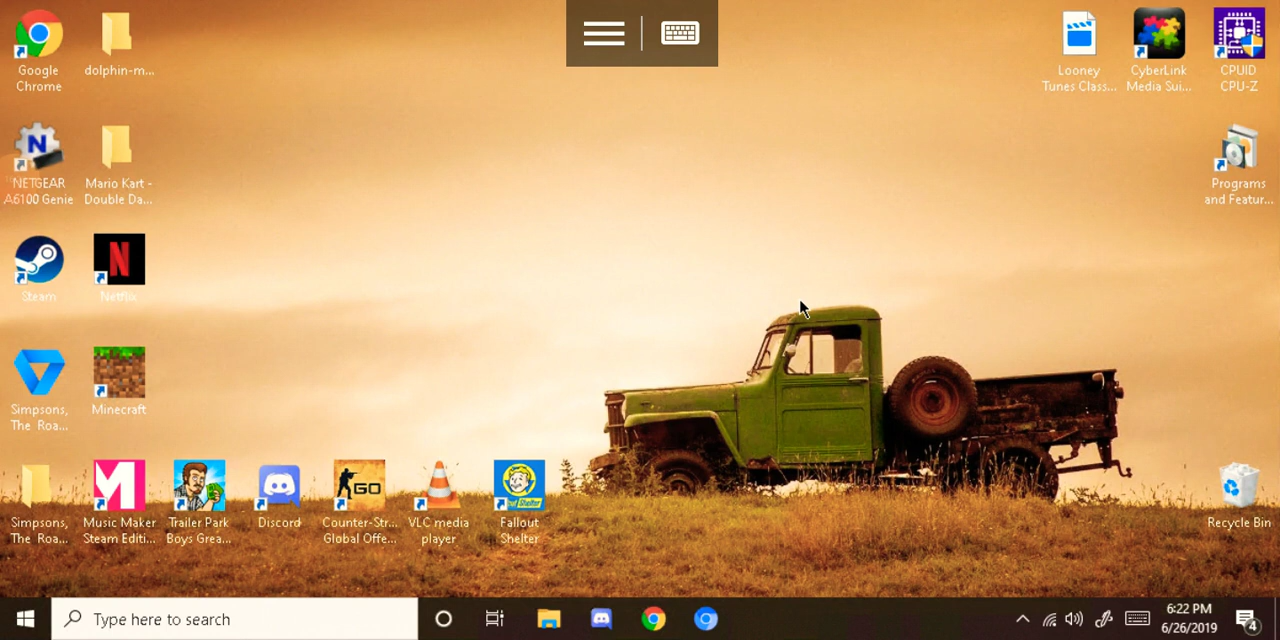 Google
Chrome
dolphin-m...
Looney
Tunes Class...
CyberLink
Media Sui...
CPUID
CPU-Z
N
NETGEAR
A6100 Genie
Mario Kart -
Double Da...
Programs
and Featur...
Steam
N
Netflix
Simpsons,
The Roa...
Minecraft
Simpsons,
The Roa...
M
Music Maker
Steam Editi...
Trailer Park
Boys Grea...
Discord
GO
Counter-Str...
Global Offe...
VLC media
player
Fallout
Shelter
Recycle Bin
Type here to search
6:22 PM
6/26/2019
4